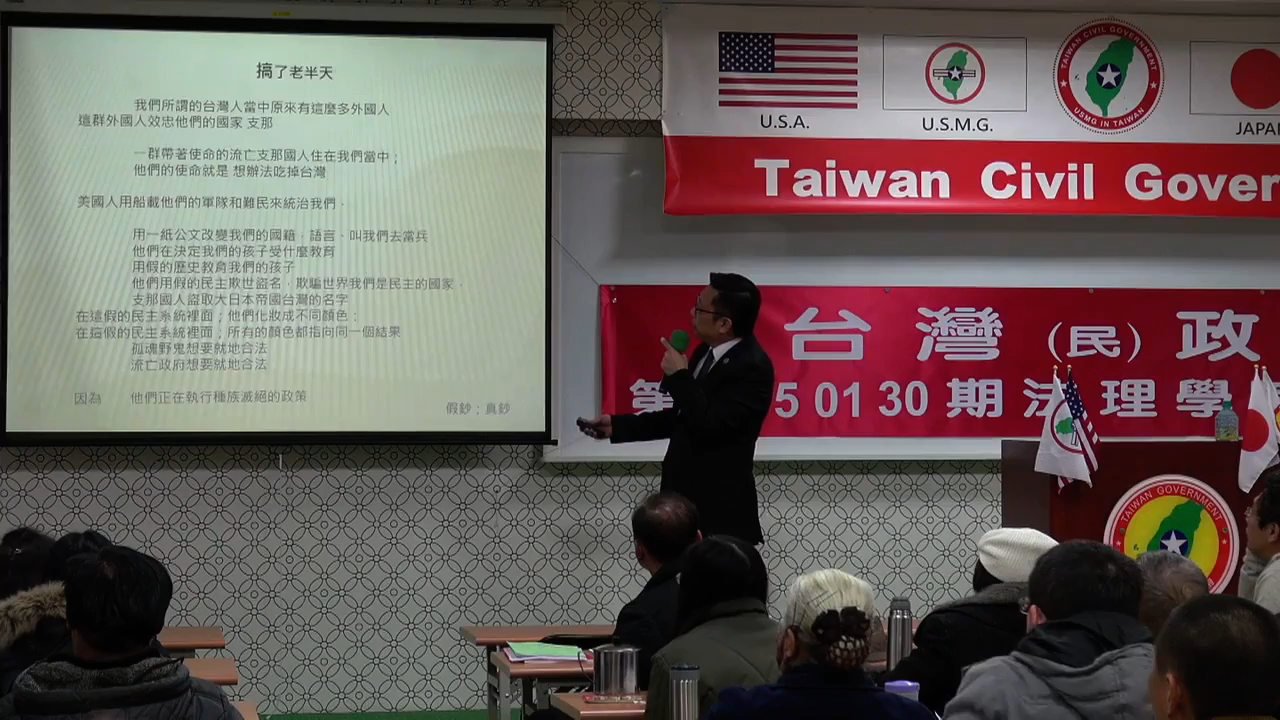 搞了老半天
我們所謂的台灣人當中原來有這麼多外國人
這群外國人效忠他們的國家 支那
一群帶著使命的流亡支那國人住在我們當中；
他們的使命就是 想辦法吃掉台灣
美國人用船載他們的軍隊和難民來統治我們，
用一紙公文改變我們的國籍，語言、叫我們去當兵
他們在決定我們的孩子受什麼教育
用假的歷史教育我們的孩子
他們用假的民主欺世盜名，欺騙世界我們是民主的國家，
支那國人盜取大日本帝國台灣的名字
在這假的民主系統裡面；他們化妝成不同顏色：
在這假的民主系統裡面；所有的顏色都指向同一個結果
孤魂野鬼想要就地合法
流亡政府想要就地合法
因為 他們正在執行種族滅絕的政策
假鈔；真鈔
U.S.A.
U.S.M.G.
TAIWAN CIVIL GOVERNMENT
USMG IN TAIWAN
JAPA
Taiwan Civil Gover
台灣（民）政
第 5 01 30 期法理學
TAIWAN GOVERNMENT